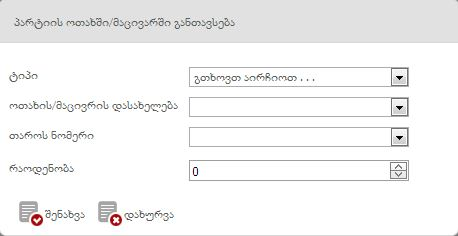 პარტიის ოთახში/მაცივარში განთავსება
ტიპი
გთხოვთ აირჩიოთ . . .
ოთახის/მაცივრის დასახელება
თაროს ნომერი
რაოდენობა
0
შენახვა
დახურვა